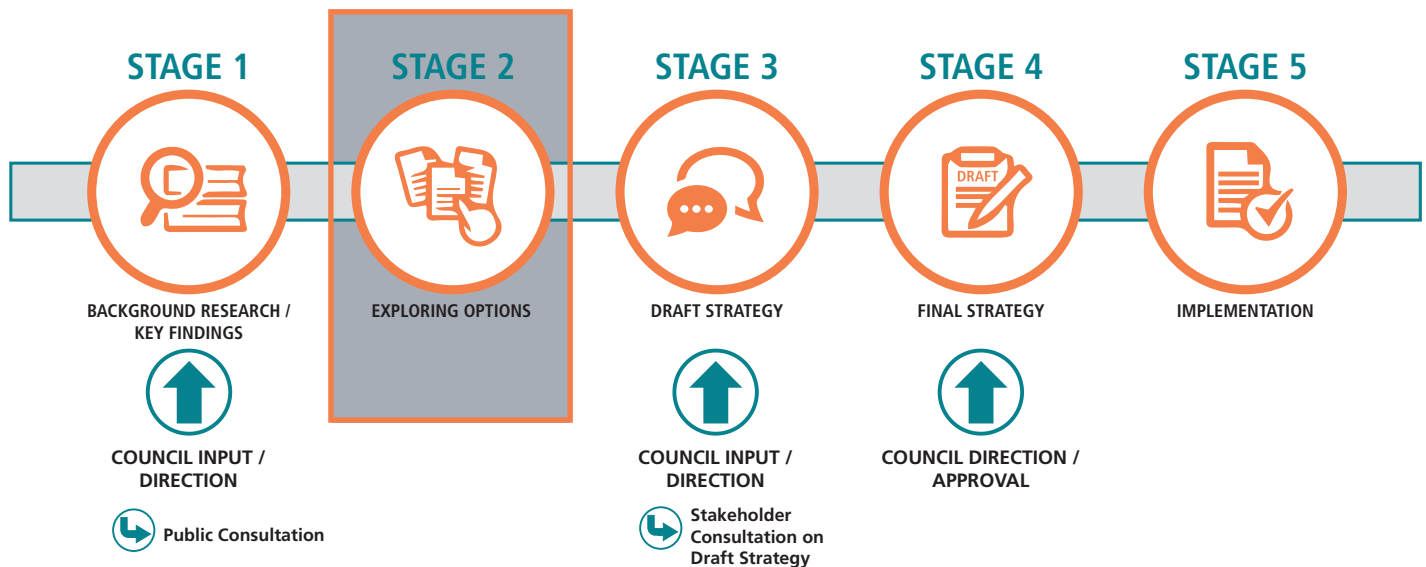 STAGE 1
STAGE 2
STAGE 3
STAGE 4
STAGE 5
DRAFT
BACKGROUND RESEARCH /
KEY FINDINGS
EXPLORING OPTIONS
DRAFT STRATEGY
FINAL STRATEGY
IMPLEMENTATION
COUNCIL INPUT /
DIRECTION
COUNCIL INPUT /
DIRECTION
COUNCIL DIRECTION /
APPROVAL
Public Consultation
Stakeholder
Consultation on
Draft Strategy